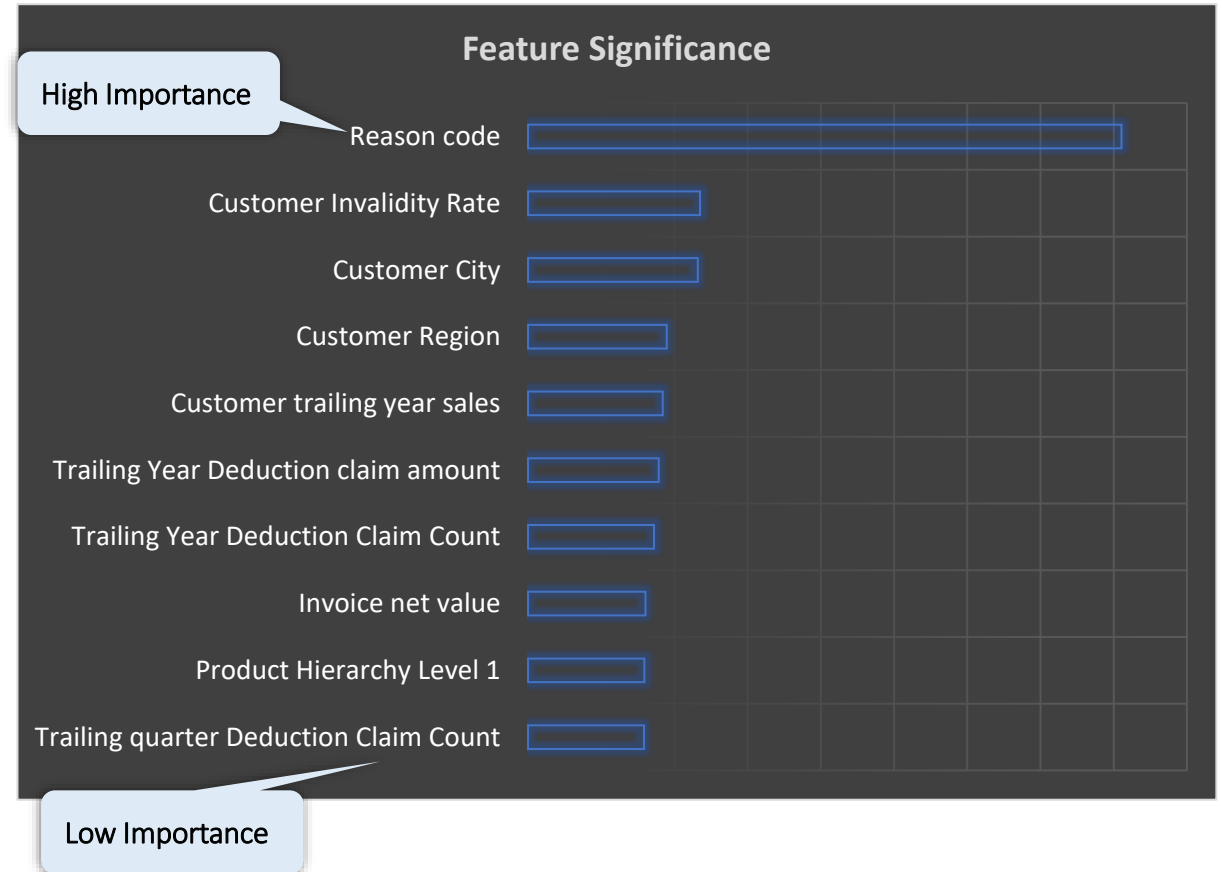 Feature Significance
High Importance
Reason code
Customer Invalidity Rate
Customer City
Customer Region
Customer trailing year sales
Trailing Year Deduction claim amount
Trailing Year Deduction Claim Count
Invoice net value
Product Hierarchy Level 1
Trailing quarter Deduction Claim Count
Low Importance